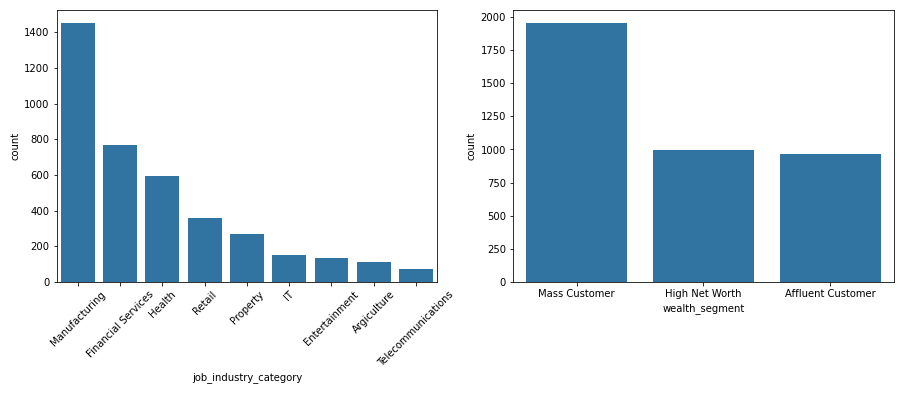 1400
1200
1000
800
600
400
200
0
count
Manufacturing
Financial Services
Health
Retail
Property
IT
Entertainment
Argiculture
Telecommunications
job_industry_category
2000
1750
1500
1250
1000
750
500
250
0
count
Mass Customer
High Net Worth
Affluent Customer
wealth_segment